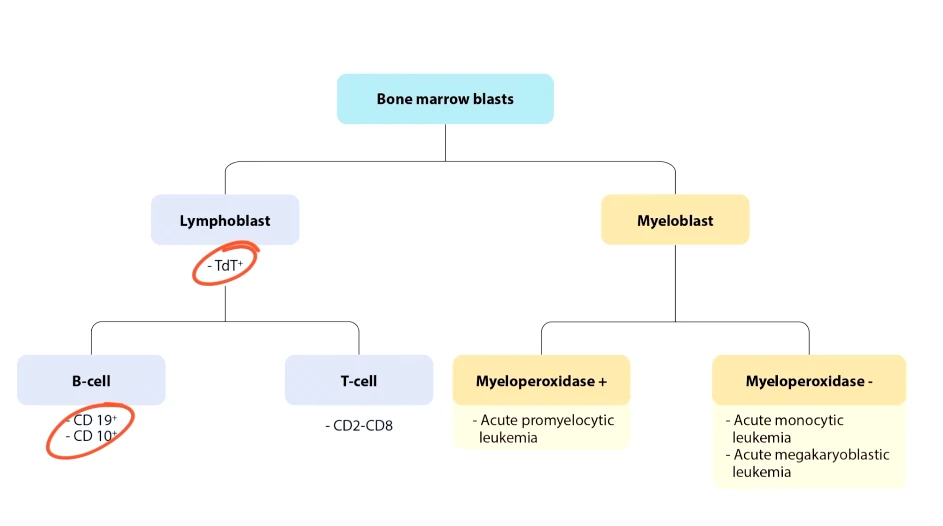 Bone marrow blasts
Lymphoblast
Myeloblast
- TdT⁺
B-cell
T-cell
Myeloperoxidase +
Myeloperoxidase -
- CD 19⁺
- CD 10⁺
- CD2-CD8
- Acute promyelocytic
leukemia
- Acute monocytic
leukemia
- Acute megakaryoblastic
leukemia